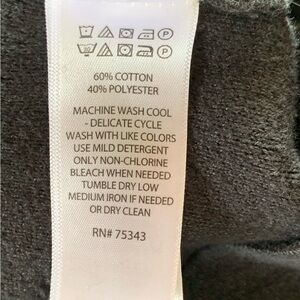 60% COTTON
40% POLYESTER
MACHINE WASH COOL
- DELICATE CYCLE
WASH WITH LIKE COLORS
USE MILD DETERGENT
ONLY NON-CHLORINE
BLEACH WHEN NEEDED
TUMBLE DRY LOW
MEDIUM IRON IF NEEDED
OR DRY CLEAN
RN# 75343